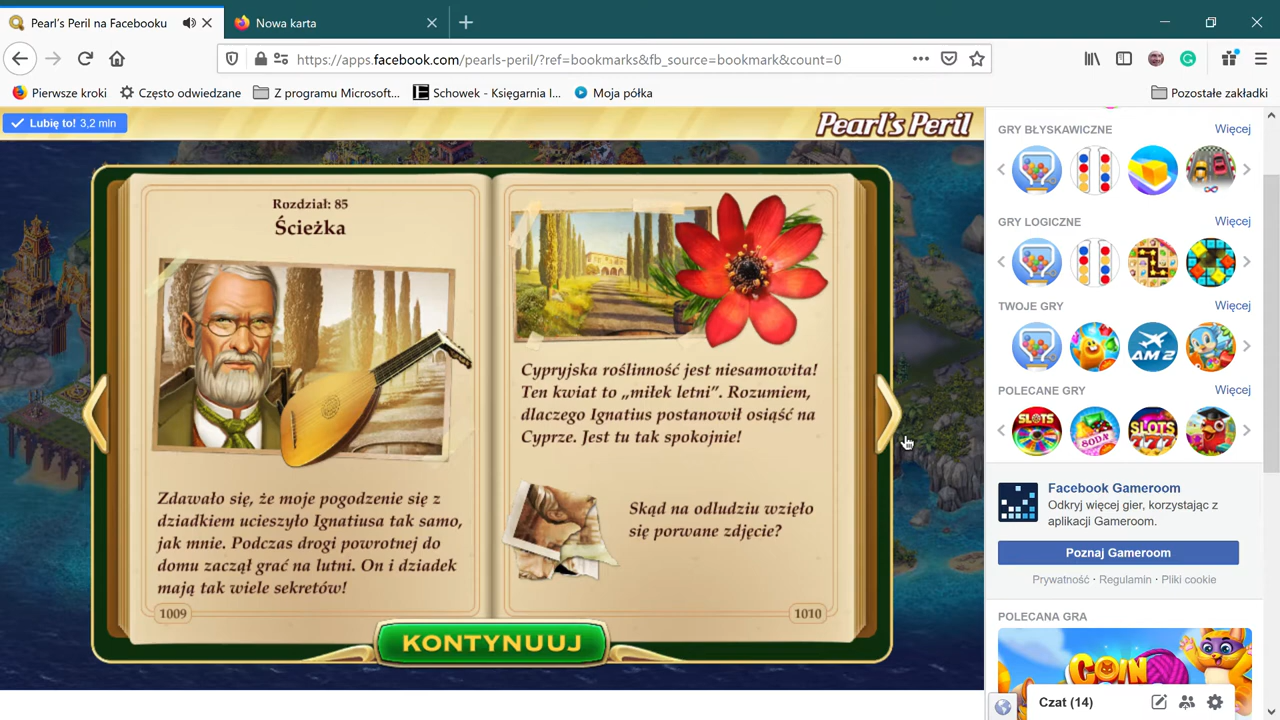 Pearl's Peril na Facebooku
Nowa karta
https://apps.facebook.com/pearls-peril/?ref=bookmarks&fb_source=bookmark&count=0
Pierwsze kroki
Często odwiedzane
Z programu Microsoft...
Schowek - Księgarnia I...
Moja półka
Pozostałe zakładki
Lubię to! 3,2 mln
Pearl's Peril
Rozdział: 85
Ścieżka
Zdawało się, że moje pogodzenie się z
dziadkiem ucieszyło Ignatiusa tak samo,
jak mnie. Podczas drogi powrotnej do
domu zaczął grać na lutni. On i dziadek
mają tak wiele sekretów!
1009
Cypryjska roślinność jest niesamowita!
Ten kwiat to „miłek letni”. Rozumiem,
dlaczego Ignatius postanowił osiąść na
Cyprze. Jest tu tak spokojnie!
Skąd na odludziu wzięło
się porwane zdjęcie?
1010
KONTYNUUJ
GRY BŁYSKAWICZNE
Więcej
GRY LOGICZNE
Więcej
TWOJE GRY
Więcej
AM 2
POLECANE GRY
Więcej
SLOTS
SODA
SLOTS
Facebook Gameroom
Odkryj więcej gier, korzystając z
aplikacji Gameroom.
Poznaj Gameroom
Prywatność · Regulamin · Pliki cookie
POLECANA GRA
COIN
Czat (14)